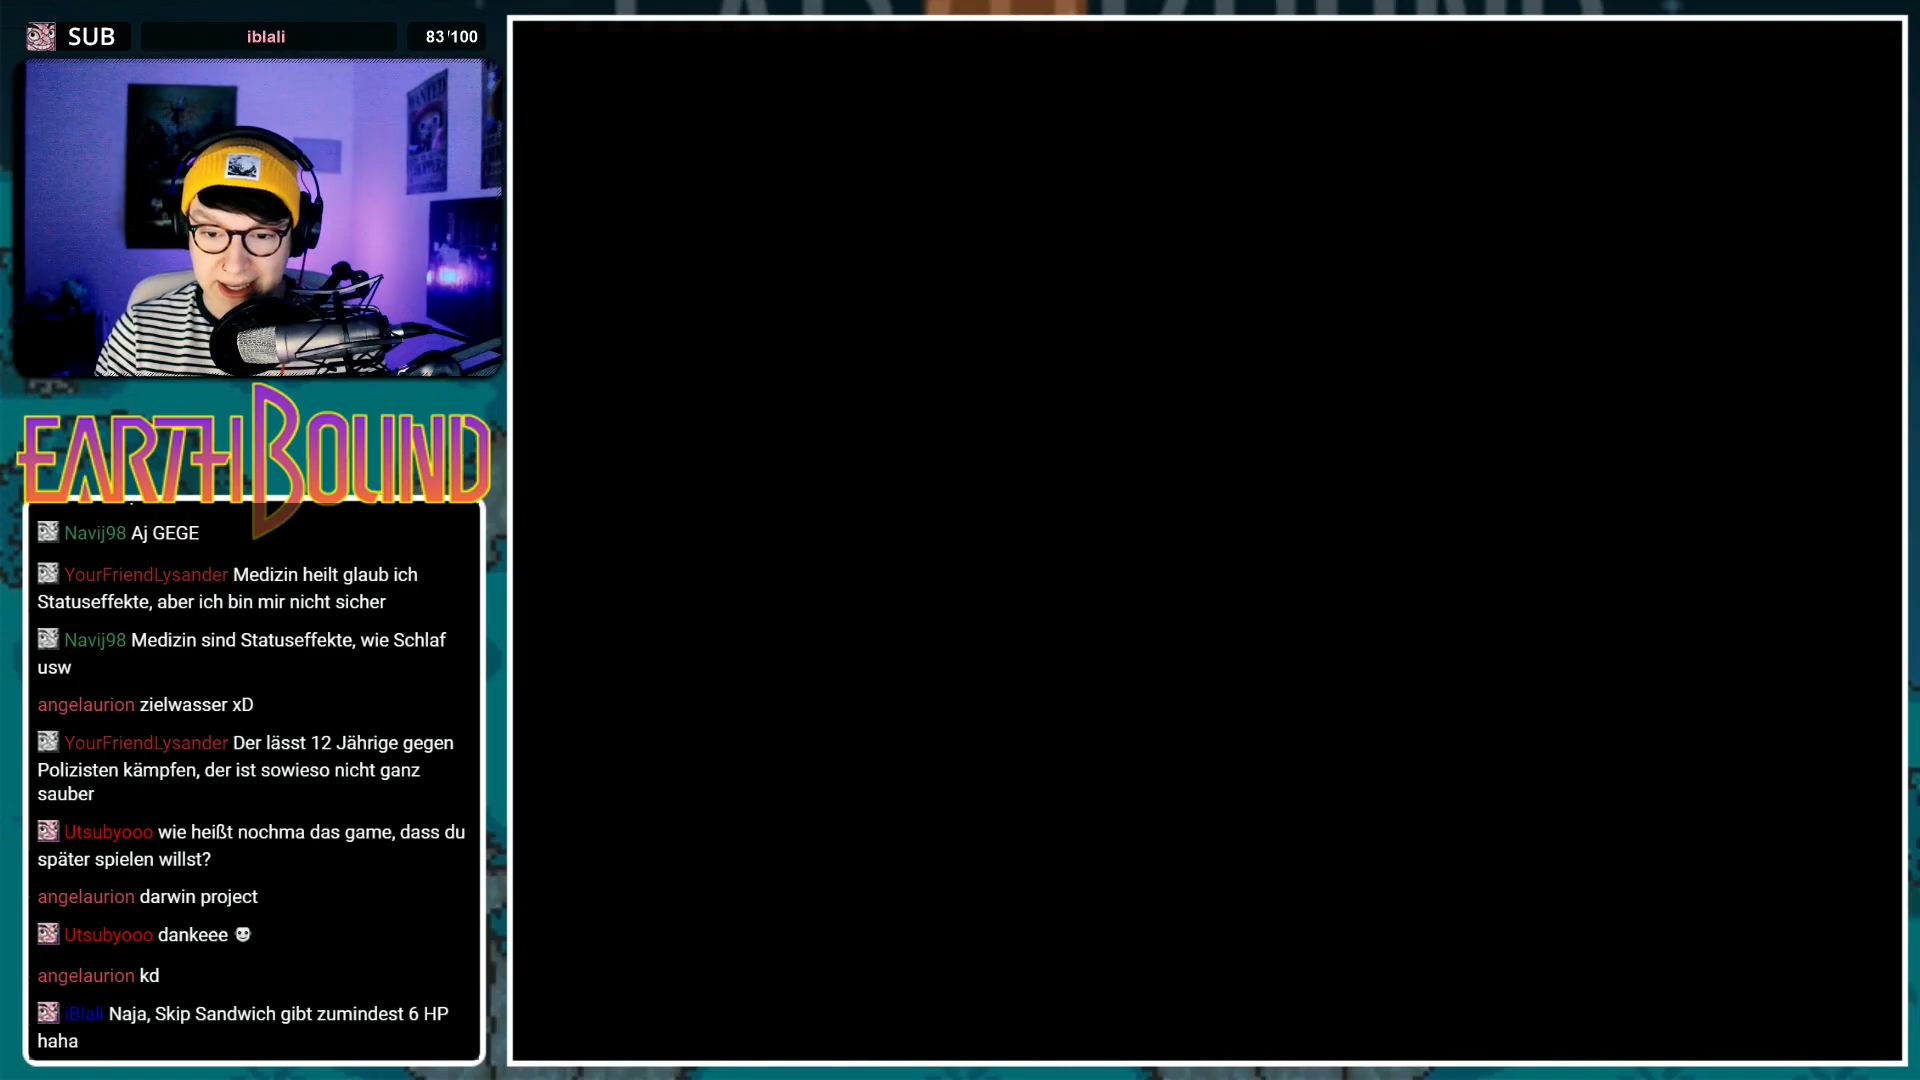 SUB iblali 83/100
WANTED
EARTHBOUND
Navij98 Aj GEGE
YourFriendLysander Medizin heilt glaub ich
Statuseffekte, aber ich bin mir nicht sicher
Navij98 Medizin sind Statuseffekte, wie Schlaf
usw
angelaurion zielwasser xD
YourFriendLysander Der lässt 12 Jährige gegen
Polizisten kämpfen, der ist sowieso nicht ganz
sauber
Utsubyooo wie heißt nochma das game, dass du
später spielen willst?
angelaurion darwin project
Utsubyooo dankeee
angelaurion kd
iBlali Naja, Skip Sandwich gibt zumindest 6 HP
haha